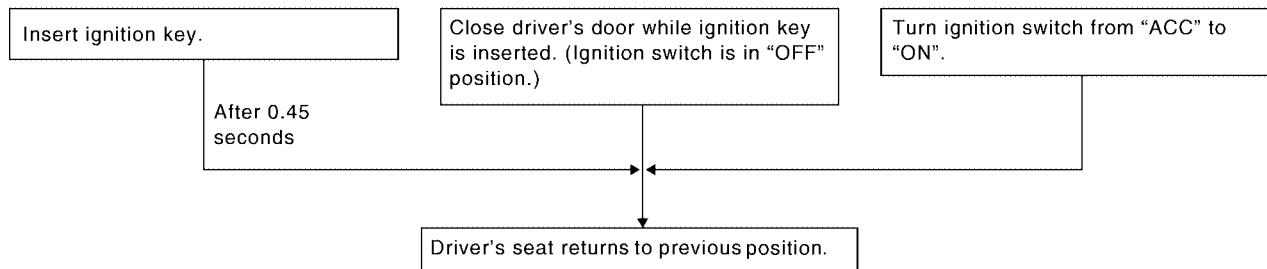 Insert ignition key.
Close driver's door while ignition key
is inserted. (Ignition switch is in “OFF”
position.)
Turn ignition switch from “ACC” to
“ON”.
After 0.45
seconds
Driver's seat returns to previous position.